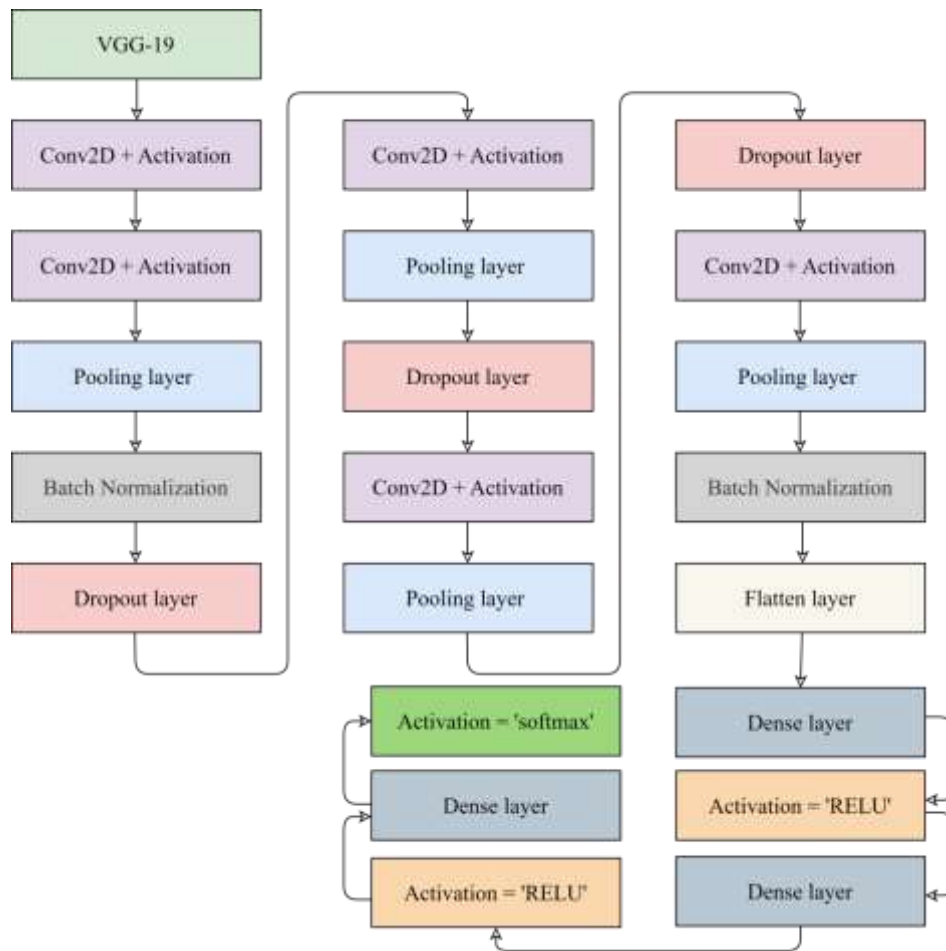 VGG-19
Conv2D + Activation
Conv2D + Activation
Pooling layer
Batch Normalization
Dropout layer
Conv2D + Activation
Pooling layer
Dropout layer
Conv2D + Activation
Pooling layer
Dropout layer
Conv2D + Activation
Pooling layer
Batch Normalization
Flatten layer
Dense layer
Activation = 'RELU'
Dense layer
Activation = 'RELU'
Dense layer
Activation = 'softmax'